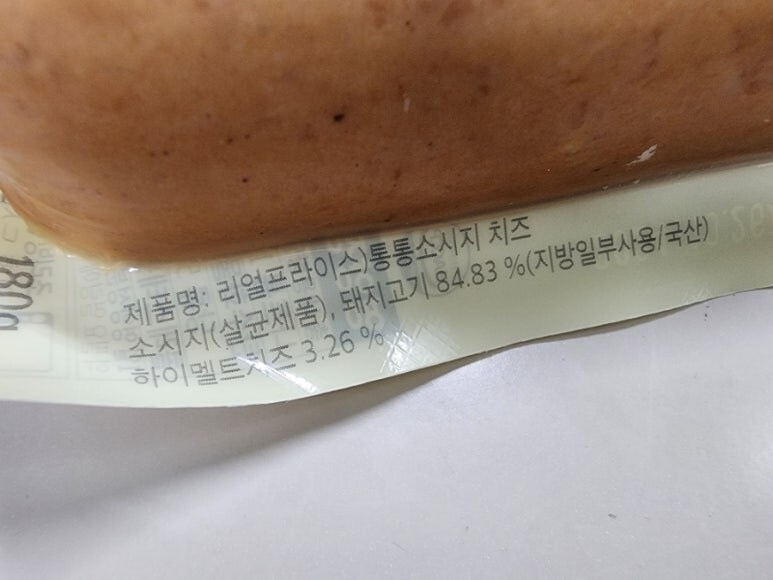 제품명: 리얼프라이스)통통소시지 치즈
소세지(살균제품), 돼지고기 84.83 %(지방일부사용/국산)
하이멜트치즈 3.26 %
180g